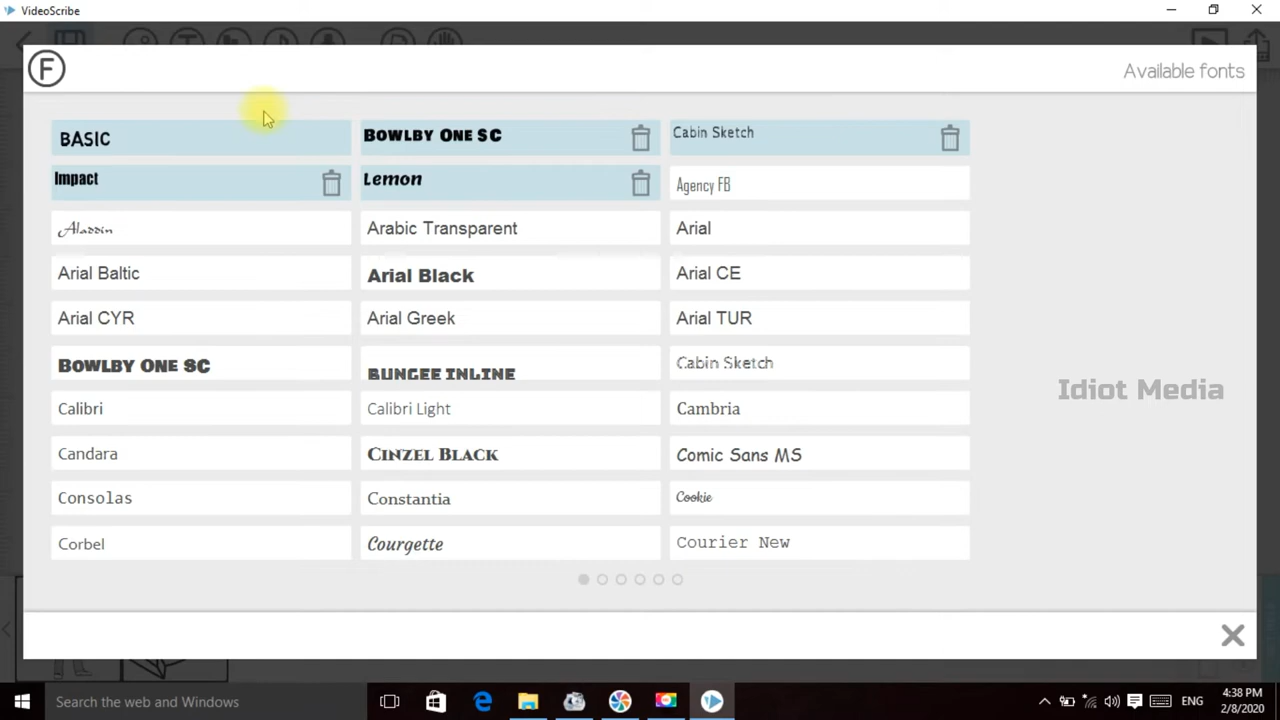 VideoScribe
F
Available fonts
BASIC
BOWLBY ONE SC
Cabin Sketch
Impact
Lemon
Agency FB
Aladdin
Arabic Transparent
Arial
Arial Baltic
Arial Black
Arial CE
Arial CYR
Arial Greek
Arial TUR
BOWLBY ONE SC
BUNGEE INLINE
Cabin Sketch
Calibri
Calibri Light
Cambria
Candara
CINZEL BLACK
Comic Sans MS
Consolas
Constantia
Cookie
Corbel
Courgette
Courier New
Idiot Media
Search the web and Windows
ENG
4:38 PM
2/8/2020